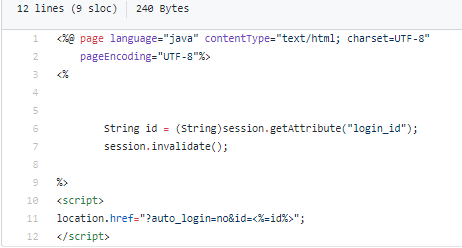 12 lines (9 sloc) 240 Bytes
1 <%@ page language="java" contentType="text/html; charset=UTF-8"
2 pageEncoding="UTF-8"%>
3 <%
4
5
6 String id = (String)session.getAttribute("login_id");
7 session.invalidate();
8
9 %>
10 <script>
11 location.href="?auto_login=no&id=<%=id%>";
12 </script>